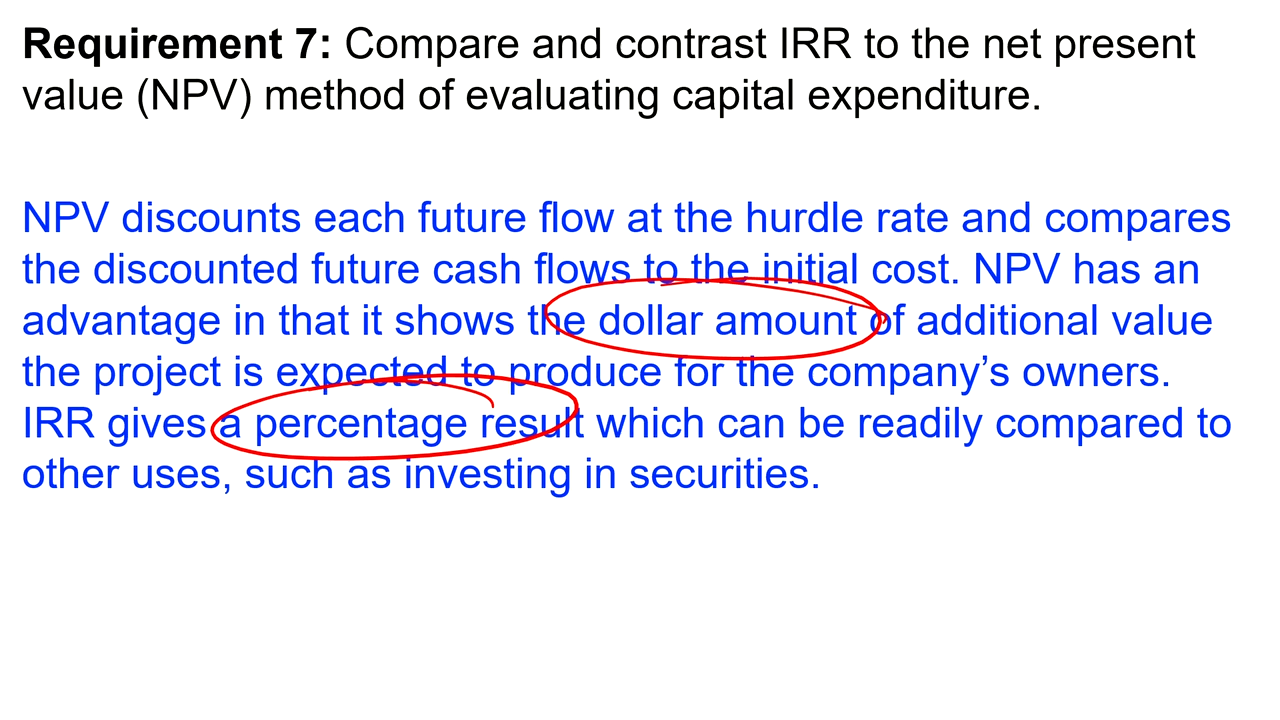 Requirement 7: Compare and contrast IRR to the net present
value (NPV) method of evaluating capital expenditure.
NPV discounts each future flow at the hurdle rate and compares
the discounted future cash flows to the initial cost. NPV has an
advantage in that it shows the dollar amount of additional value
the project is expected to produce for the company’s owners.
IRR gives a percentage result which can be readily compared to
other uses, such as investing in securities.